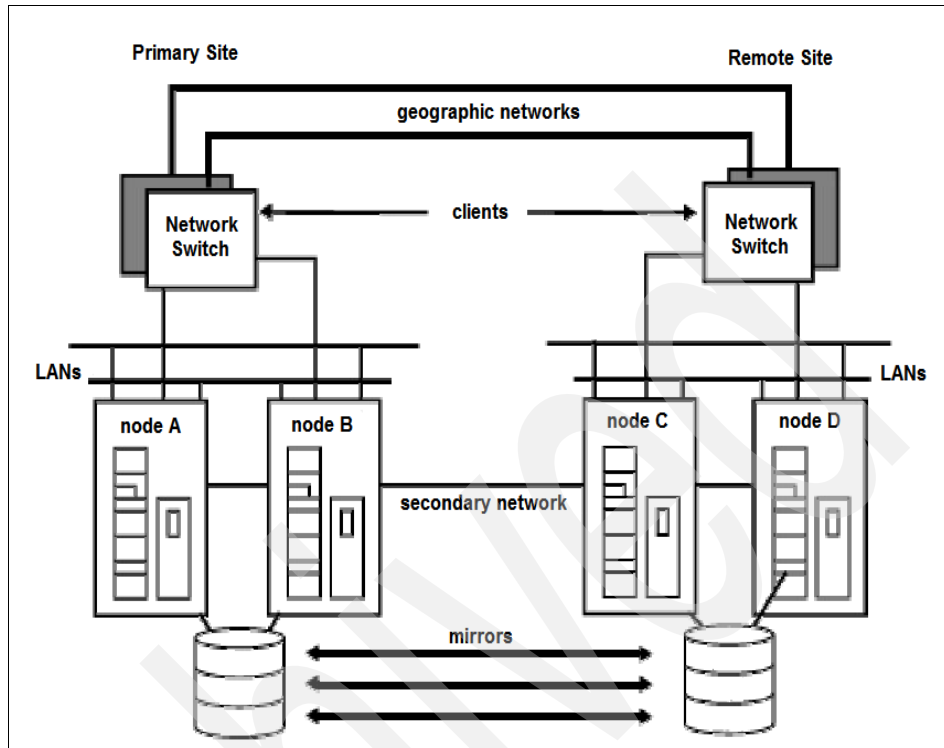 Primary Site
Remote Site
geographic networks
Network
Switch
clients
Network
Switch
LANs
LANs
node A
node B
node C
node D
secondary network
mirrors